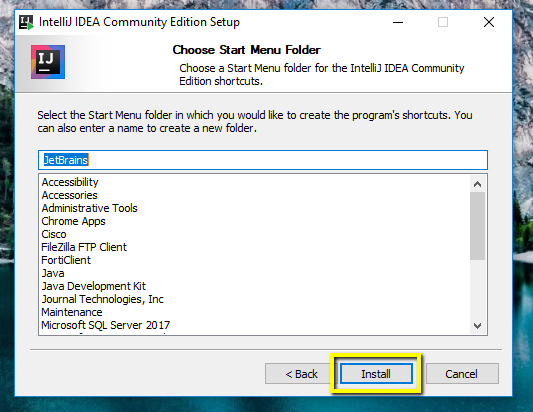 IntelliJ IDEA Community Edition Setup
IJ
Choose Start Menu Folder
Choose a Start Menu folder for the IntelliJ IDEA Community
Edition shortcuts.
Select the Start Menu folder in which you would like to create the program's shortcuts. You
can also enter a name to create a new folder.
JetBrains
Accessibility
Accessories
Administrative Tools
Chrome Apps
Cisco
FileZilla FTP Client
FortiClient
Java
Java Development Kit
Journal Technologies, Inc
Maintenance
Microsoft SQL Server 2017
< Back
Install
Cancel